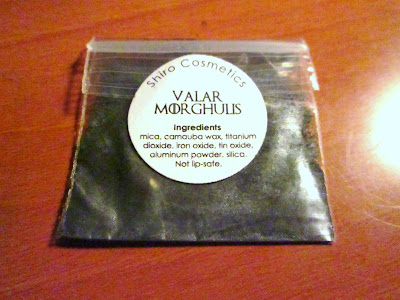 Shiro Cosmetics
VALAR
MORGHULIS
Ingredients
mica, carnauba wax, titanium
dioxide, iron oxide, tin oxide,
aluminum powder, silica.
Not lip-safe.